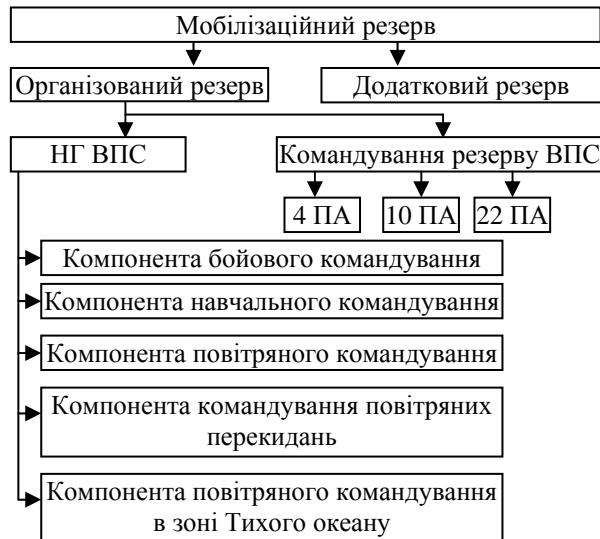 Мобілізаційний резерв
Організований резерв
Додатковий резерв
НГ ВПС
Командування резерву ВПС
4 ПА
10 ПА
22 ПА
Компонента бойового командування
Компонента навчального командування
Компонента повітряного командування
Компонента командування повітряних
перекидань
Компонента повітряного командування
в зоні Тихого океану